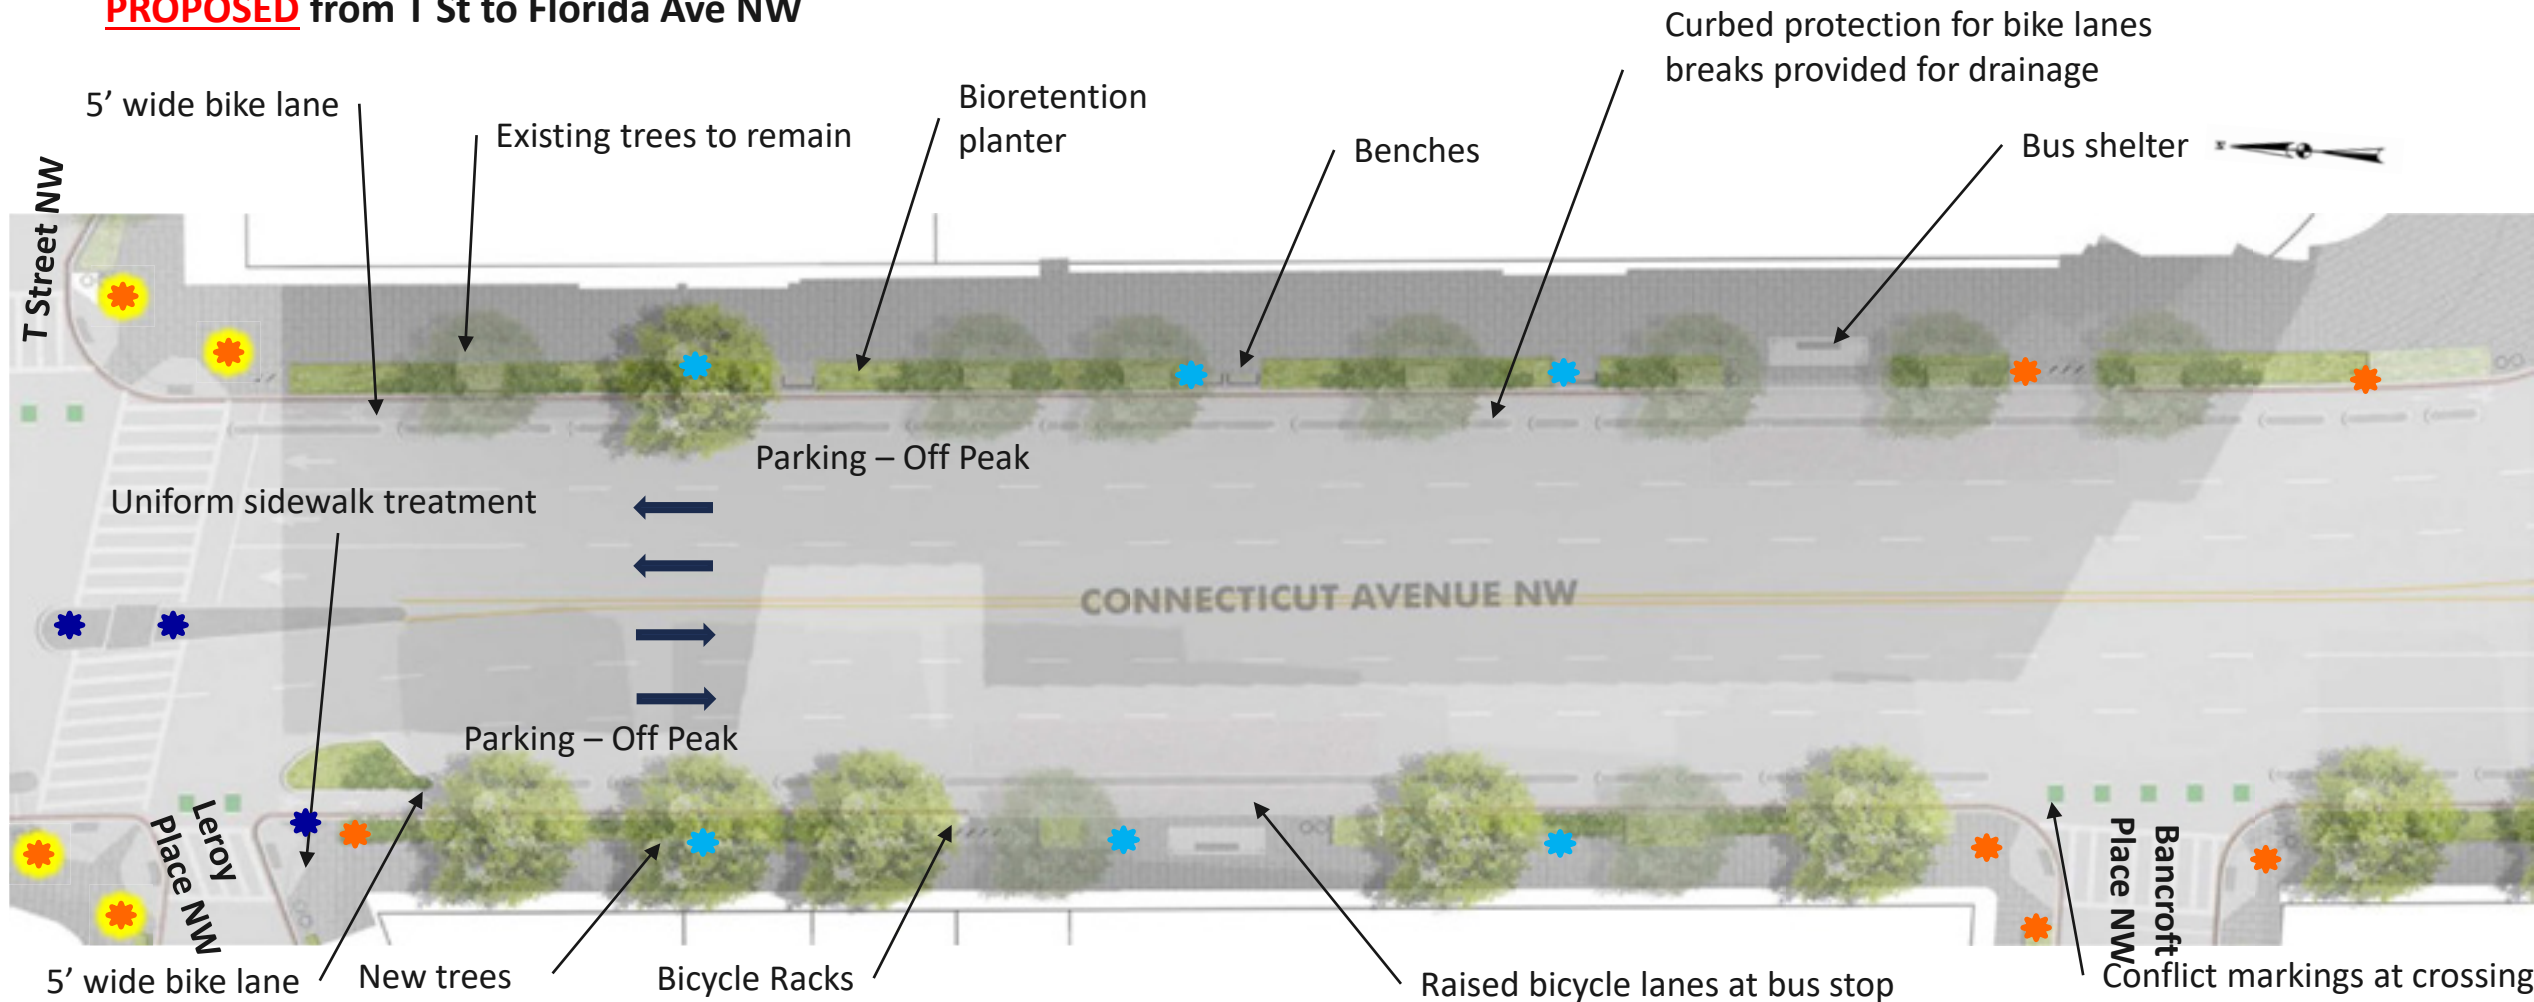 PROPOSED from T St to Florida Ave NW
Curbed protection for bike lanes
breaks provided for drainage
5’ wide bike lane
Existing trees to remain
Bioretention
planter
Benches
Bus shelter
T Street NW
Parking – Off Peak
Uniform sidewalk treatment
CONNECTICUT AVENUE NW
Parking – Off Peak
Leroy
Place NW
Bancroft
Place NW
5’ wide bike lane
New trees
Bicycle Racks
Raised bicycle lanes at bus stop
Conflict markings at crossing